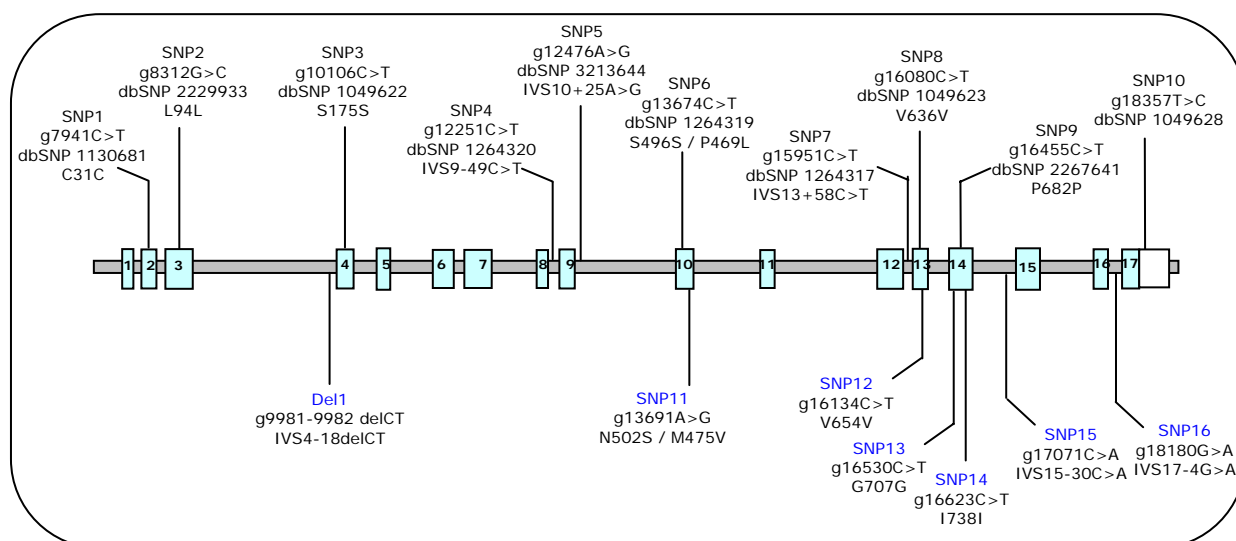 SNP1
g7941C>T
dbSNP 1130681
C31C
SNP2
g8312G>C
dbSNP 2229933
L94L
SNP3
g10106C>T
dbSNP 1049622
S175S
SNP4
g12251C>T
dbSNP 1264320
IVS9-49C>T
SNP5
g12476A>G
dbSNP 3213644
IVS10+25A>G
SNP6
g13674C>T
dbSNP 1264319
S496S / P469L
SNP7
g15951C>T
dbSNP 1264317
IVS13+58C>T
SNP8
g16080C>T
dbSNP 1049623
V636V
SNP9
g16455C>T
dbSNP 2267641
P682P
SNP10
g18357T>C
dbSNP 1049628
1 2 3 4 5 6 7 8 9 10 11 12 13 14 15 16 17
Del1
g9981-9982 delCT
IVS4-18delCT
SNP11
g13691A>G
N502S / M475V
SNP12
g16134C>T
V654V
SNP13
g16530C>T
G707G
SNP14
g16623C>T
I738I
SNP15
g17071C>A
IVS15-30C>A
SNP16
g18180G>A
IVS17-4G>A